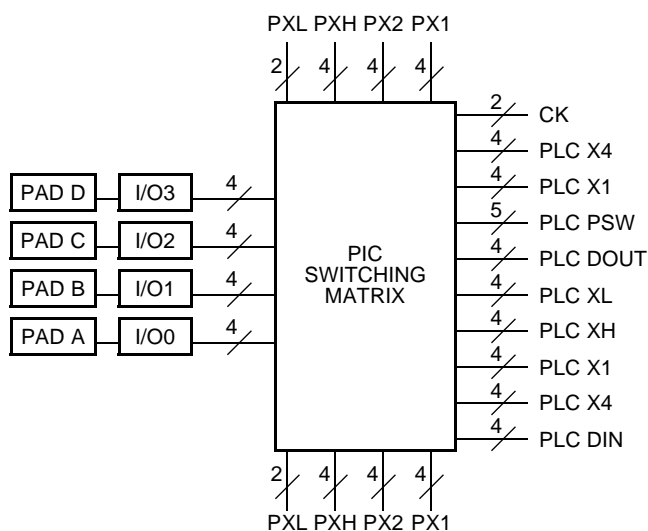 PXL PXH PX2 PX1
2 4 4 4
2 CK
4 PLC X4
4 PLC X1
PAD D I/O3 4
5 PLC PSW
PAD C I/O2 4
4 PLC DOUT
PIC
SWITCHING
MATRIX
PAD B I/O1 4
4 PLC XL
PAD A I/O0 4
4 PLC XH
4 PLC X1
4 PLC X4
4 PLC DIN
2 4 4 4
PXL PXH PX2 PX1